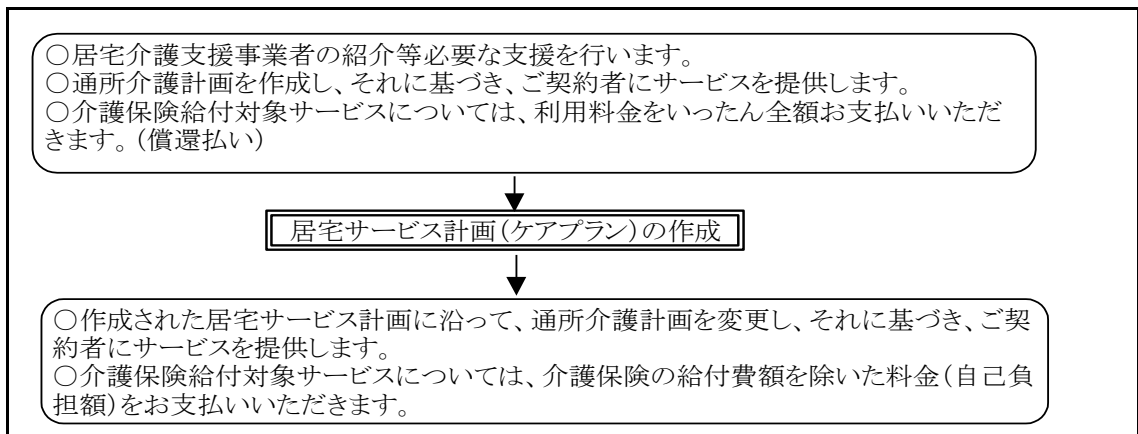 ○居宅介護支援事業者の紹介等必要な支援を行います。
○通所介護計画を作成し、それに基づき、ご契約者にサービスを提供します。
○介護保険給付対象サービスについては、利用料金をいったん全額お支払いいただ
きます。(償還払い)
居宅サービス計画(ケアプラン)の作成
○作成された居宅サービス計画に沿って、通所介護計画を変更し、それに基づき、ご契
約者にサービスを提供します。
○介護保険給付対象サービスについては、介護保険の給付費額を除いた料金(自己負
担額)をお支払いいただきます。